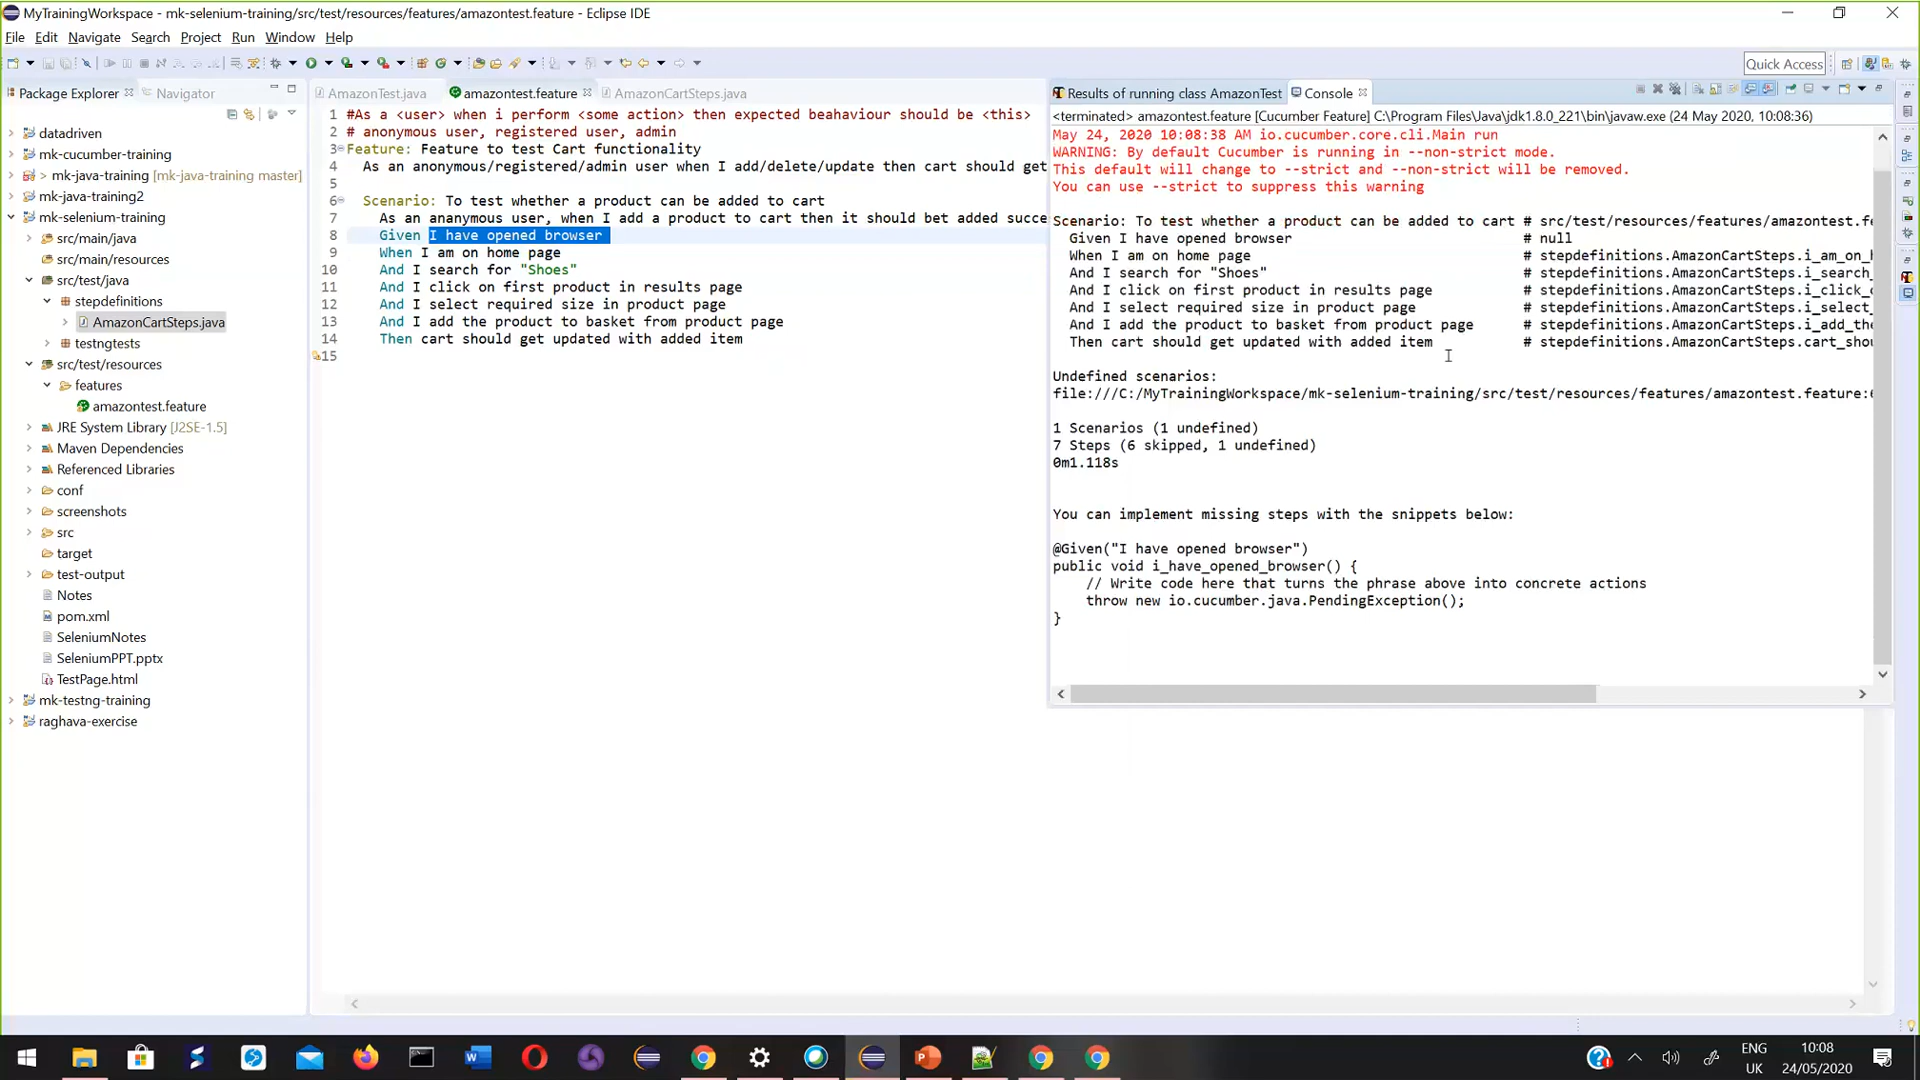 MyTrainingWorkspace - mk-selenium-training/src/test/resources/features/amazontest.feature - Eclipse IDE
File Edit Navigate Search Project Run Window Help
Quick Access
Package Explorer
Navigator
datadriven
mk-cucumber-training
> mk-java-training [mk-java-training master]
mk-java-training2
mk-selenium-training
src/main/java
src/main/resources
src/test/java
stepdefinitions
AmazonCartSteps.java
testngtests
src/test/resources
features
amazontest.feature
JRE System Library [J2SE-1.5]
Maven Dependencies
Referenced Libraries
conf
screenshots
src
target
test-output
Notes
pom.xml
SeleniumNotes
SeleniumPPT.pptx
TestPage.html
mk-testng-training
raghava-exercise
AmazonTest.java
amazontest.feature
AmazonCartSteps.java
1 #As a <user> when i perform <some action> then expected beahaviour should be <this>
2 # anonymous user, registered user, admin
3 Feature: Feature to test Cart functionality
4 As an anonymous/registered/admin user when I add/delete/update then cart should get
5
6 Scenario: To test whether a product can be added to cart
7 As an ananymous user, when I add a product to cart then it should bet added succe
8 Given I have opened browser
9 When I am on home page
10 And I search for "Shoes"
11 And I click on first product in results page
12 And I select required size in product page
13 And I add the product to basket from product page
14 Then cart should get updated with added item
15
Results of running class AmazonTest
Console
<terminated> amazontest.feature [Cucumber Feature] C:\Program Files\Java\jdk1.8.0_221\bin\javaw.exe (24 May 2020, 10:08:36)
May 24, 2020 10:08:38 AM io.cucumber.core.cli.Main run
WARNING: By default Cucumber is running in --non-strict mode.
This default will change to --strict and --non-strict will be removed.
You can use --strict to suppress this warning
Scenario: To test whether a product can be added to cart # src/test/resources/features/amazontest.fe
Given I have opened browser # null
When I am on home page # stepdefinitions.AmazonCartSteps.i_am_on_h
And I search for "Shoes" # stepdefinitions.AmazonCartSteps.i_search_
And I click on first product in results page # stepdefinitions.AmazonCartSteps.i_click_
And I select required size in product page # stepdefinitions.AmazonCartSteps.i_select_
And I add the product to basket from product page # stepdefinitions.AmazonCartSteps.i_add_the
Then cart should get updated with added item # stepdefinitions.AmazonCartSteps.cart_shou
Undefined scenarios:
file:///C:/MyTrainingWorkspace/mk-selenium-training/src/test/resources/features/amazontest.feature:6
1 Scenarios (1 undefined)
7 Steps (6 skipped, 1 undefined)
0m1.118s
You can implement missing steps with the snippets below:
@Given("I have opened browser")
public void i_have_opened_browser() {
// Write code here that turns the phrase above into concrete actions
throw new io.cucumber.java.PendingException();
}
ENG
UK
10:08
24/05/2020